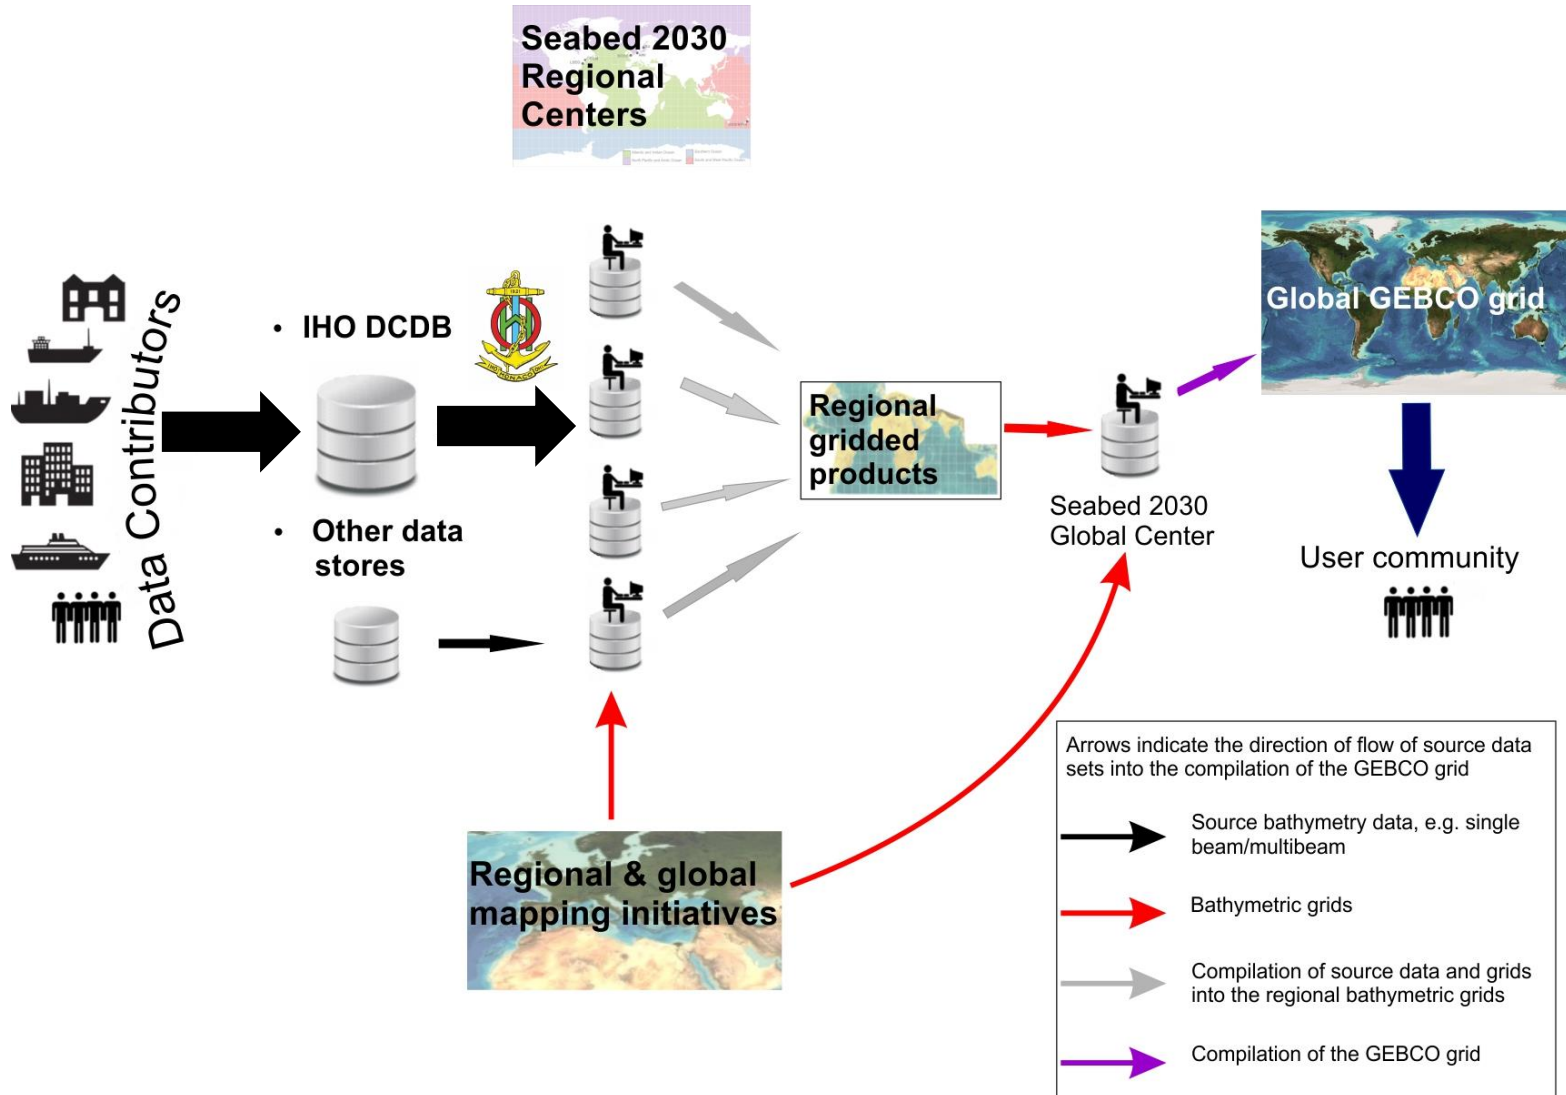 Seabed 2030
Regional
Centers
Data Contributors
• IHO DCDB
• Other data
stores
Regional
gridded
products
Seabed 2030
Global Center
Global GEBCO grid
User community
Regional & global
mapping initiatives
Arrows indicate the direction of flow of source data
sets into the compilation of the GEBCO grid
Source bathymetry data, e.g. single
beam/multibeam
Bathymetric grids
Compilation of source data and grids
into the regional bathymetric grids
Compilation of the GEBCO grid